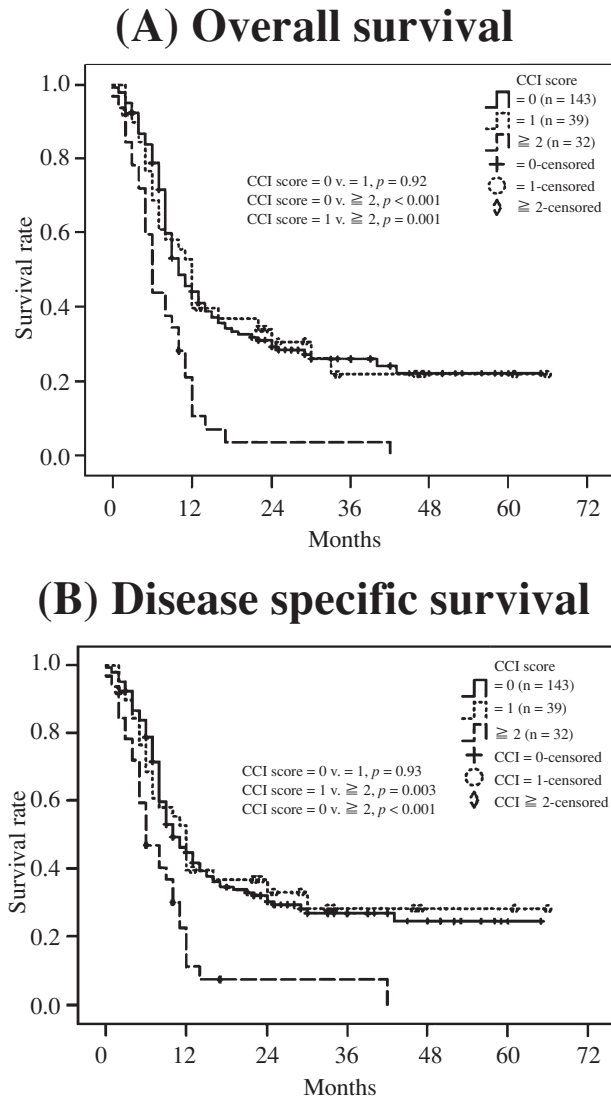 (A) Overall survival
1.0
0.8
0.6
0.4
0.2
0.0
Survival rate
CCI score
= 0 (n = 143)
= 1 (n = 39)
≧ 2 (n = 32)
= 0-censored
= 1-censored
≧ 2-censored
CCI score = 0 v. = 1, p = 0.92
CCI score = 0 v. ≧ 2, p < 0.001
CCI score = 1 v. ≧ 2, p = 0.001
0 12 24 36 48 60 72
Months
(B) Disease specific survival
1.0
0.8
0.6
0.4
0.2
0.0
Survival rate
CCI score
= 0 (n = 143)
= 1 (n = 39)
≧ 2 (n = 32)
CCI = 0-censored
CCI = 1-censored
CCI ≧ 2-censored
CCI score = 0 v. = 1, p = 0.93
CCI score = 1 v. ≧ 2, p = 0.003
CCI score = 0 v. ≧ 2, p < 0.001
0 12 24 36 48 60 72
Months